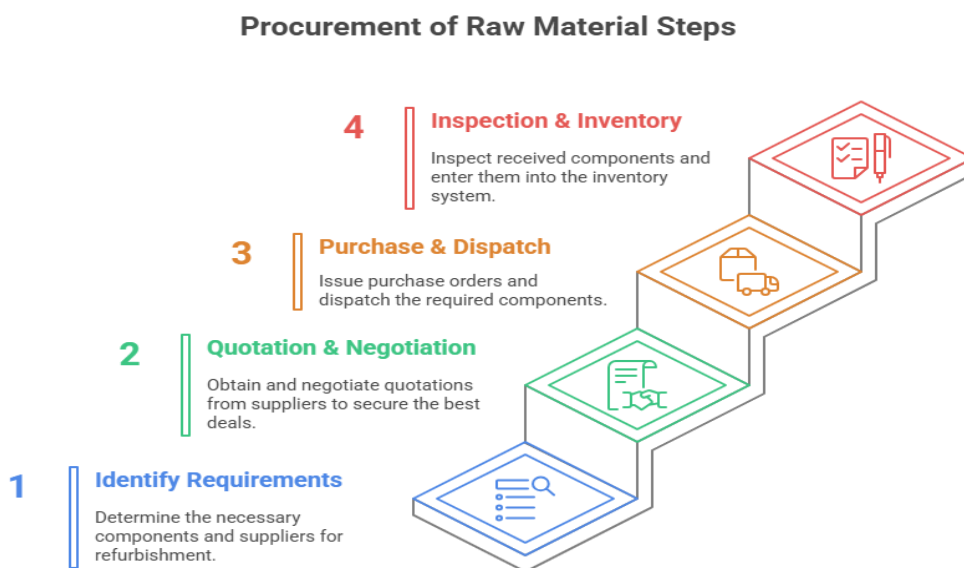 Procurement of Raw Material Steps
4
Inspection & Inventory
Inspect received components and
enter them into the inventory
system.
3
Purchase & Dispatch
Issue purchase orders and
dispatch the required components.
2
Quotation & Negotiation
Obtain and negotiate quotations
from suppliers to secure the best
deals.
1
Identify Requirements
Determine the necessary
components and suppliers for
refurbishment.